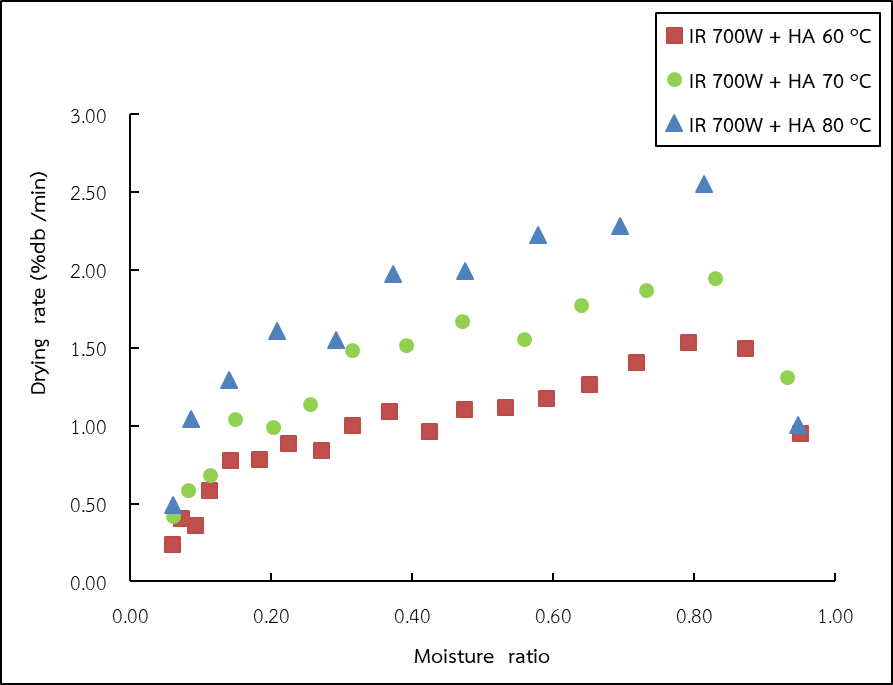 IR 700W + HA 60 °C
IR 700W + HA 70 °C
IR 700W + HA 80 °C
3.00
2.50
2.00
1.50
1.00
0.50
0.00
Drying rate (%db /min)
0.00 0.20 0.40 0.60 0.80 1.00
Moisture ratio